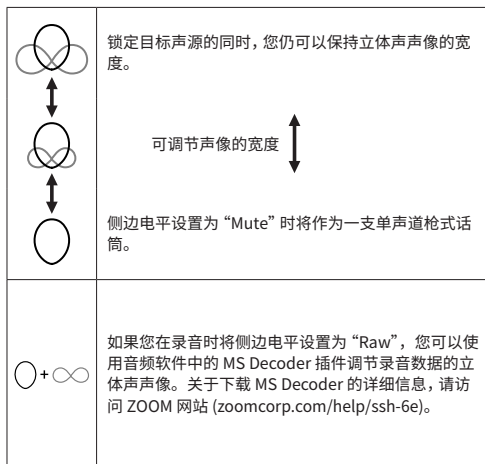 锁定目标声源的同时，您仍可以保持立体声声像的宽
度。
可调节声像的宽度
侧边电平设置为 “Mute” 时将作为一支单声道枪式话
筒。
+
如果您在录音时将侧边电平设置为 “Raw”，您可以使
用音频软件中的 MS Decoder 插件调节录音数据的立
体声声像。关于下载 MS Decoder 的详细信息，请访
问 ZOOM 网站 (zoomcorp.com/help/ssh-6e)。